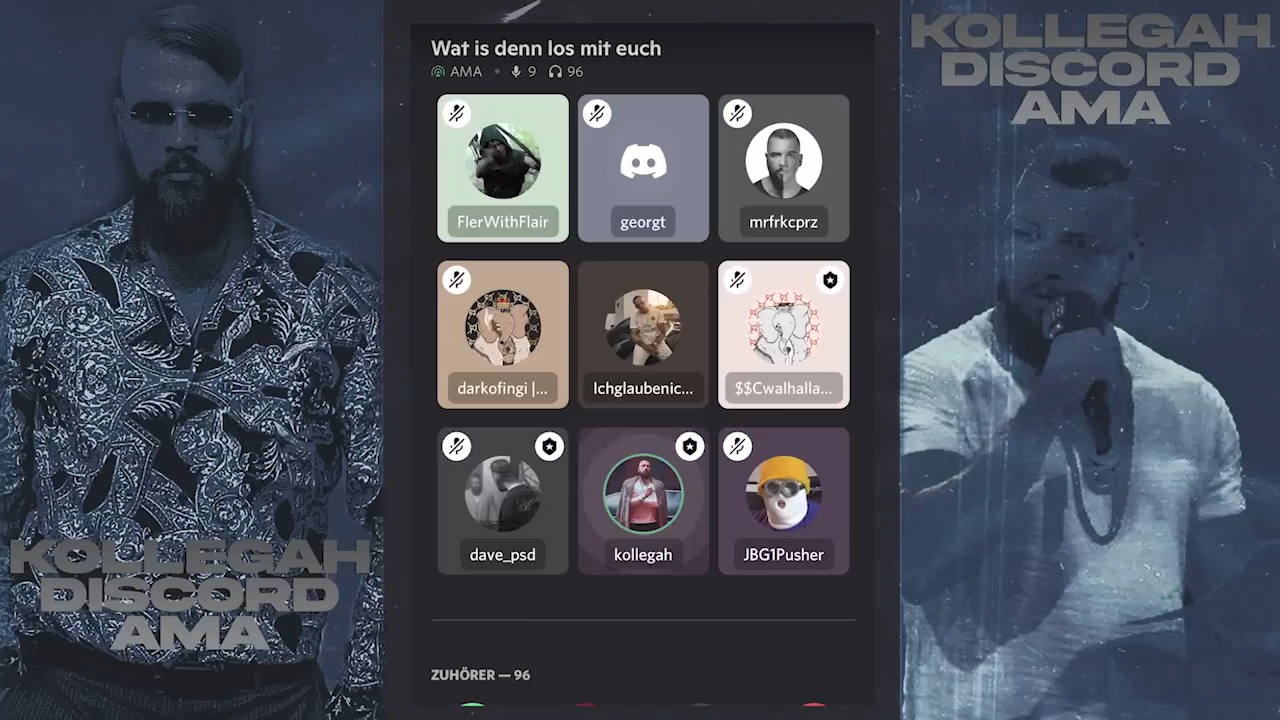 KOLLEGAH
DISCORD
AMA
Wat is denn los mit euch
AMA • 9 96
FlerWithFlair
georgt
mrfrkcprz
darkofingi |...
Ichglaubenic...
$$Cwalhalla...
dave_psd
kollegah
JBG1Pusher
ZUHÖRER — 96
KOLLEGAH
DISCORD
AMA